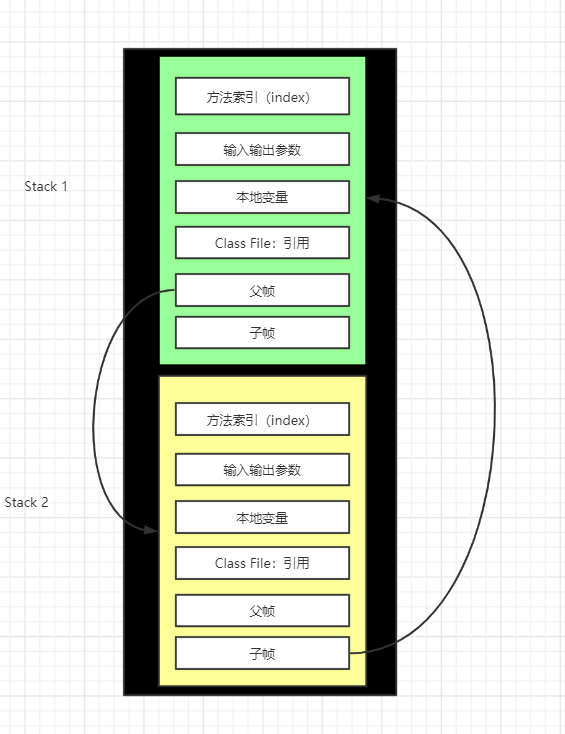 方法索引（index）
输入输出参数
Stack 1
本地变量
Class File：引用
父帧
子帧
方法索引（index）
输入输出参数
Stack 2
本地变量
Class File：引用
父帧
子帧